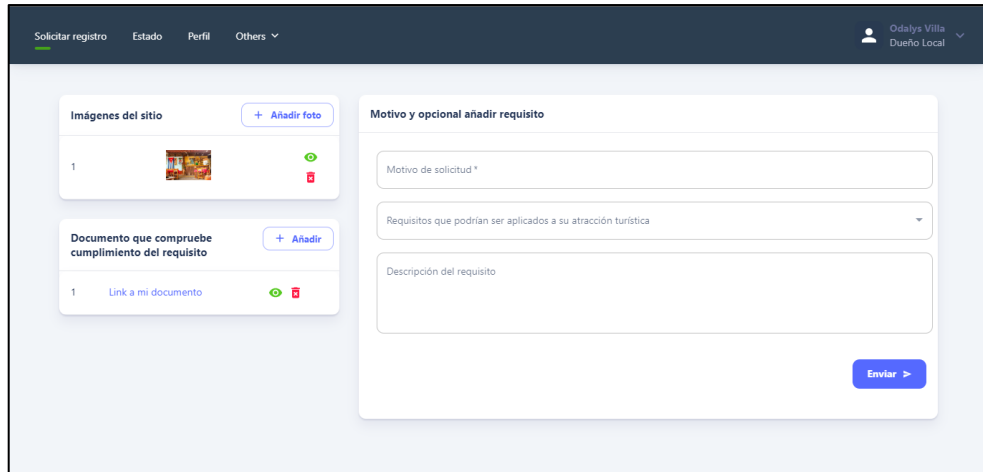 Solicitar registro Estado Perfil Others
Odalys Villa
Dueño Local
Imágenes del sitio
+ Añadir foto
1
Documento que compruebe
cumplimiento del requisito
+ Añadir
1 Link a mi documento
Motivo y opcional añadir requisito
Motivo de solicitud *
Requisitos que podrían ser aplicados a su atracción turística
Descripción del requisito
Enviar